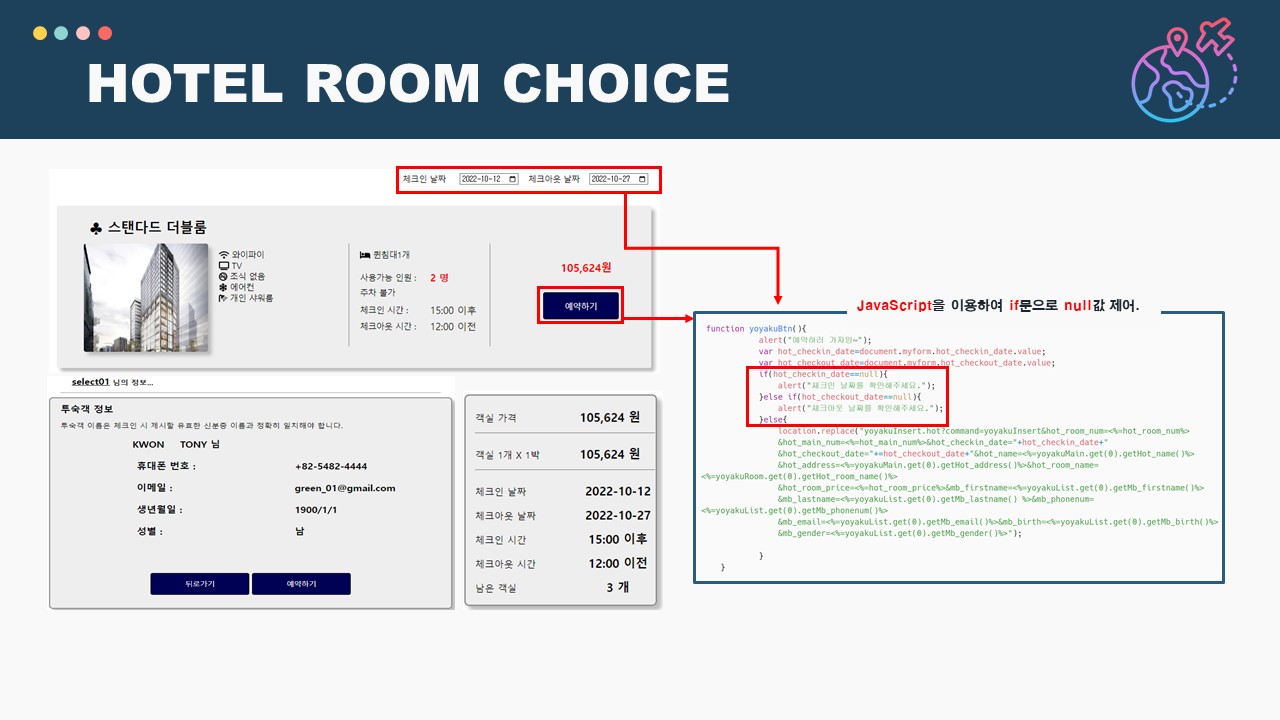 HOTEL ROOM CHOICE
체크인 날짜 2022-10-12 체크아웃 날짜 2022-10-27
♣ 스탠다드 더블룸
와이파이
TV
조식 없음
에어컨
개인 샤워룸
퀸침대1개
사용가능 인원 : 2 명
주차 불가
체크인 시간 : 15:00 이후
체크아웃 시간 : 12:00 이전
105,624원
예약하기
select01 님의 정보...
투숙객 정보
투숙객 이름은 체크인 시 제시할 유효한 신분증 이름과 정확히 일치해야 합니다.
KWON TONY 님
휴대폰 번호 : +82-5482-4444
이메일 : green_01@gmail.com
생년월일 : 1900/1/1
성별 : 남
뒤로가기 예약하기
객실 가격 105,624 원
객실 1개 X 1박 105,624 원
체크인 날짜 2022-10-12
체크아웃 날짜 2022-10-27
체크인 시간 15:00 이후
체크아웃 시간 12:00 이전
남은 객실 3 개
JavaScript을 이용하여 if문으로 null값 제어.
function yoyakuBtn(){
alert("예약하러 가자잉~");
var hot_checkin_date=document.myform.hot_checkin_date.value;
var hot_checkout_date=document.myform.hot_checkout_date.value;
if(hot_checkin_date==null){
alert("체크인 날짜를 확인해주세요.");
}else if(hot_checkout_date==null){
alert("체크아웃 날짜를 확인해주세요.");
}else{
location.replace("yoyakuInsert.hot?command=yoyakuInsert&hot_room_num=<%=hot_room_num%>
&hot_main_num=<%=hot_main_num%>&hot_checkin_date="+hot_checkin_date+"
&hot_checkout_date="+=hot_checkout_date+"&hot_name=<%=yoyakuMain.get(0).getHot_name()%>
&hot_address=<%=yoyakuMain.get(0).getHot_address()%>&hot_room_name=
<%=yoyakuRoom.get(0).getHot_room_name()%>
&hot_room_price=<%=hot_room_price%>&mb_firstname=<%=yoyakuList.get(0).getMb_firstname()%>
&mb_lastname=<%=yoyakuList.get(0).getMb_lastname() %>&mb_phonenum=
<%=yoyakuList.get(0).getMb_phonenum()%>
&mb_email=<%=yoyakuList.get(0).getMb_email()%>&mb_birth=<%=yoyakuList.get(0).getMb_birth()%>
&mb_gender=<%=yoyakuList.get(0).getMb_gender()%>");
}
}